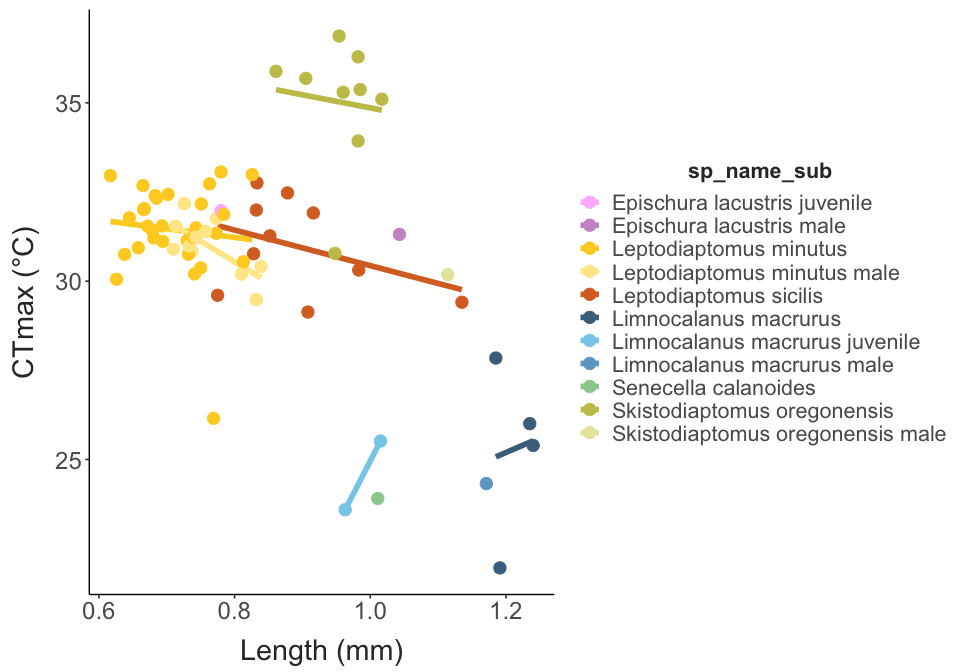 CTmax (°C)
35
30
25
0.6 0.8 1.0 1.2
Length (mm)
sp_name_sub
Epischura lacustris juvenile
Epischura lacustris male
Leptodiaptomus minutus
Leptodiaptomus minutus male
Leptodiaptomus sicilis
Limnocalanus macrurus
Limnocalanus macrurus juvenile
Limnocalanus macrurus male
Senecella calanoides
Skistodiaptomus oregonensis
Skistodiaptomus oregonensis male